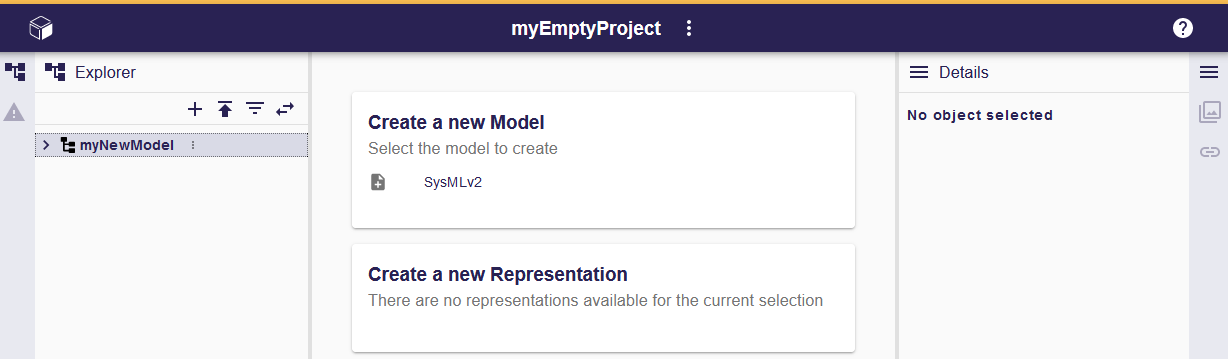 myEmptyProject
Explorer
myNewModel
Create a new Model
Select the model to create
SysMLv2
Create a new Representation
There are no representations available for the current selection
Details
No object selected